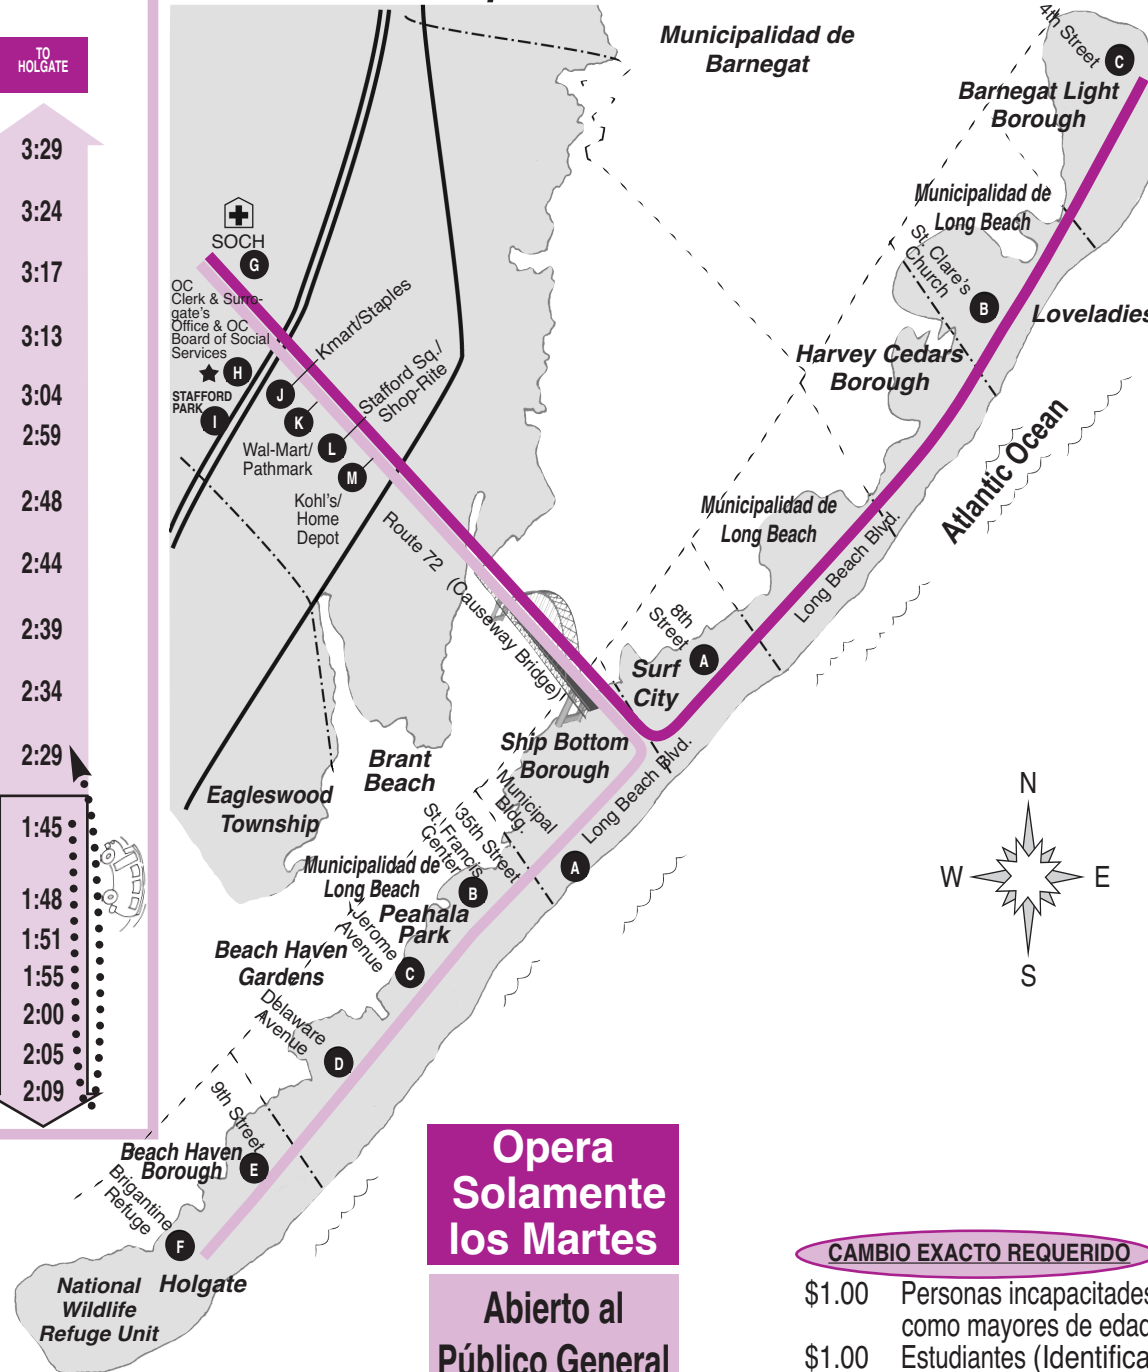 TO
HOLGATE
3:29
3:24
3:17
3:13
3:04
2:59
2:48
2:44
2:39
2:34
2:29
1:45
1:48
1:51
1:55
2:00
2:05
2:09
Municipalidad de
Barnegat
4th Street
C
Barnegat Light
Borough
Municipalidad de
Long Beach
St. Clare's
Church
B
Loveladies
Harvey Cedars
Borough
Atlantic Ocean
SOCH
G
OC
Clerk & Surro-
gate's
Office & OC
Board of Social
Services
H
STAFFORD
PARK
I
J
Kmart/Staples
K
Wal-Mart/
Pathmark
L
Stafford Sq./
Shop-Rite
M
Kohl's/
Home
Depot
Route 72 (Causeway Bridge)
Municipalidad de
Long Beach
Long Beach Blvd.
8th
Street
A
Surf
City
Ship Bottom
Borough
Municipal
Bldg.
Long Beach Blvd.
A
Brant
Beach
Eagleswood
Township
35th Street
St. Francis
Center
B
Municipalidad de
Long Beach
Peahala
Park
Jerome
Avenue
C
Beach Haven
Gardens
Delaware
Avenue
D
9th Street
Beach Haven
Borough
E
Brigantine
Refuge
F
Holgate
National
Wildlife
Refuge Unit
N
W
E
S
Opera
Solamente
los Martes
Abierto al
Público General
CAMBIO EXACTO REQUERIDO
$1.00 Personas incapacitades
como mayores de edad
$1.00 Estudiantes (Identifica